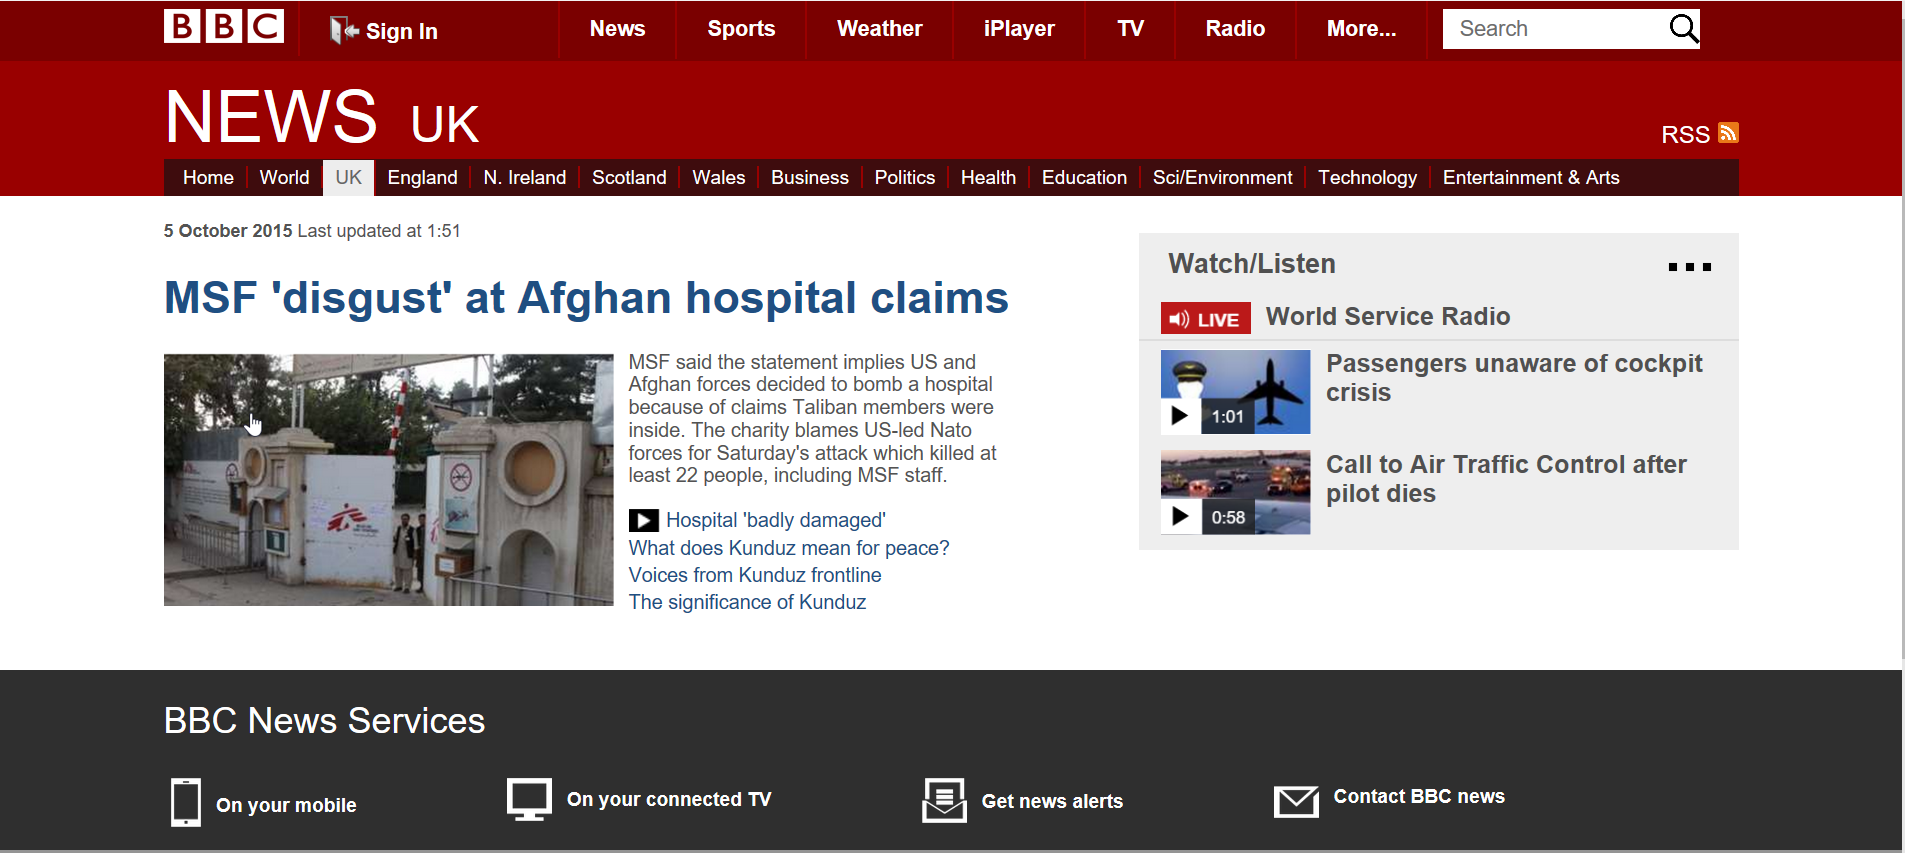 BBC
Sign In
News
Sports
Weather
iPlayer
TV
Radio
More...
Search
NEWS UK
RSS
Home
World
UK
England
N. Ireland
Scotland
Wales
Business
Politics
Health
Education
Sci/Environment
Technology
Entertainment & Arts
5 October 2015 Last updated at 1:51
MSF 'disgust' at Afghan hospital claims
MSF said the statement implies US and
Afghan forces decided to bomb a hospital
because of claims Taliban members were
inside. The charity blames US-led Nato
forces for Saturday's attack which killed at
least 22 people, including MSF staff.
Hospital 'badly damaged'
What does Kunduz mean for peace?
Voices from Kunduz frontline
The significance of Kunduz
Watch/Listen
LIVE
World Service Radio
1:01
Passengers unaware of cockpit
crisis
0:58
Call to Air Traffic Control after
pilot dies
BBC News Services
On your mobile
On your connected TV
Get news alerts
Contact BBC news